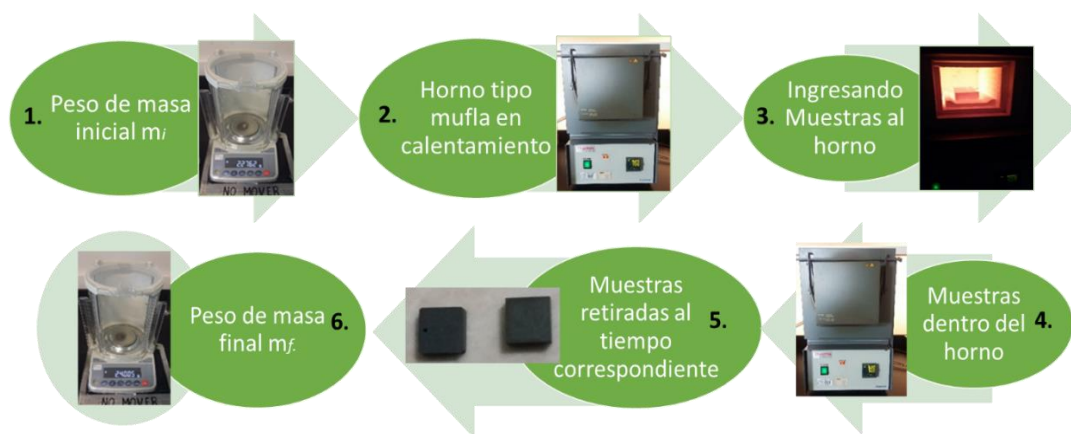 1.
Peso de masa
inicial mi
22762
NO MOVER
2.
Horno tipo
mufla en
calentamiento
3.
Ingresando
Muestras al
horno
Muestras
dentro del
horno
4.
Muestras
retiradas al
tiempo
correspondiente
5.
Peso de masa
final mf.
6.
NO MOVER